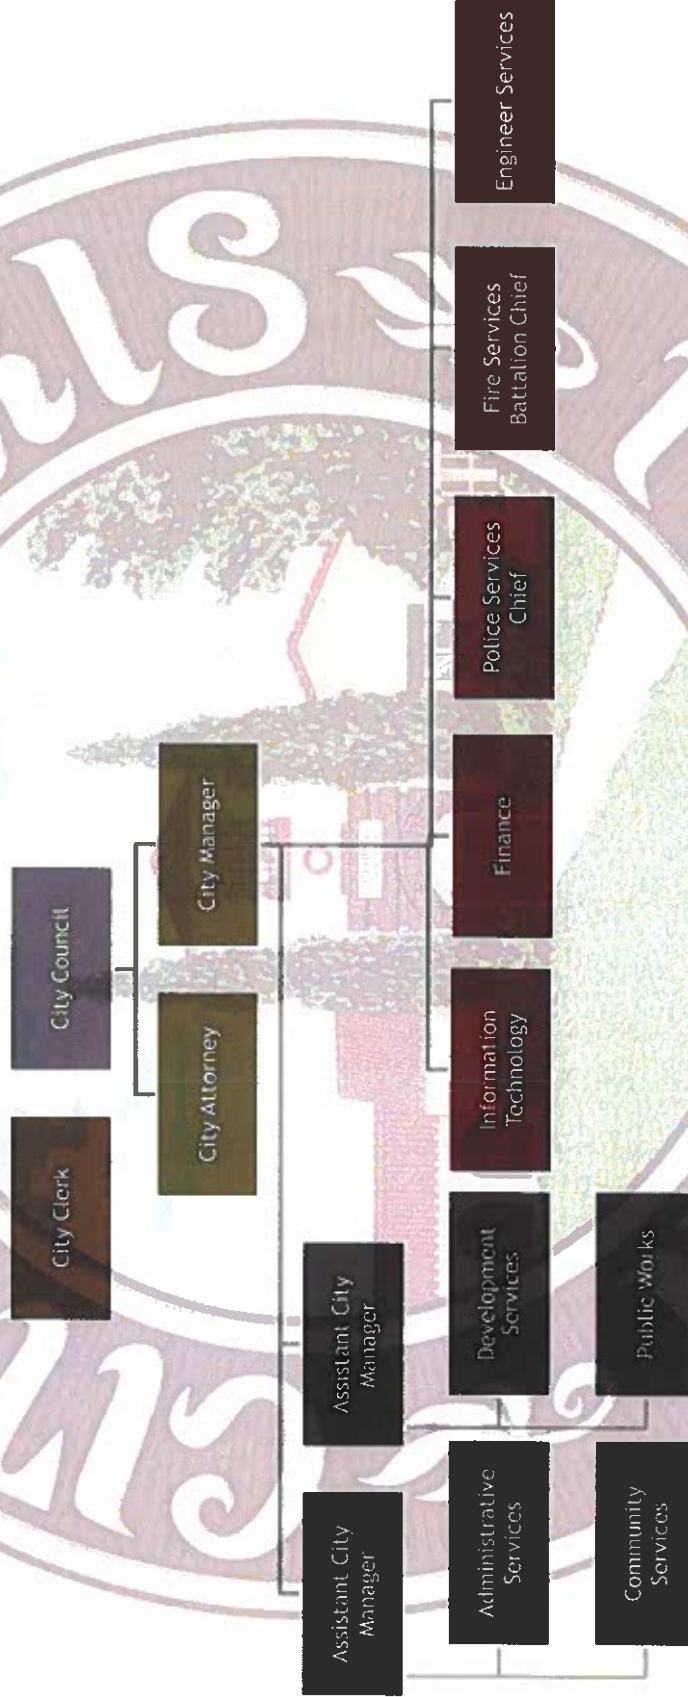 City Clerk
City Council
City Attorney
City Manager
Assistant City
Manager
Assistant City
Manager
Administrative
Services
Development
Services
Information
Technology
Finance
Police Services
Chief
Fire Services
Battalion Chief
Engineer Services
Community
Services
Public Works